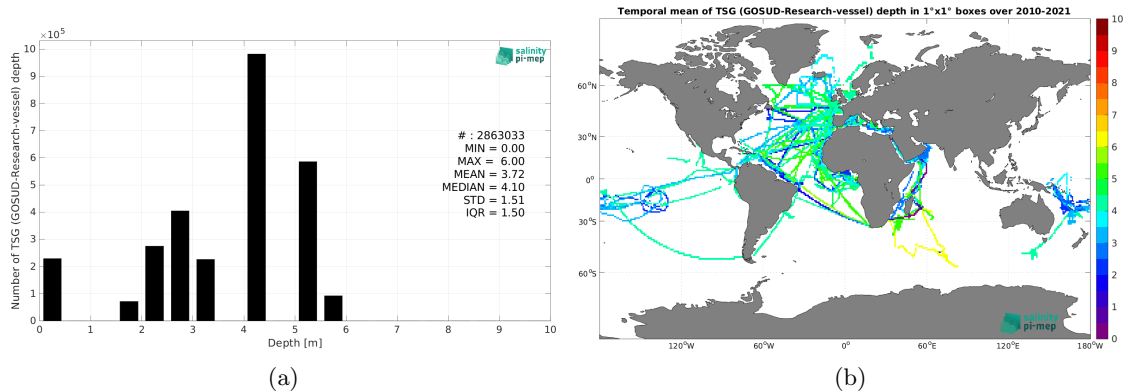 Temporal mean of TSG (GOSUD-Research-vessel) depth in 1°x1° boxes over 2010-2021
Number of TSG (GOSUD-Research-vessel) depth
×10⁵
10
9
8
7
6
5
4
3
2
1
0
salinity
pi-mep
# : 2863033
MIN = 0.00
MAX = 6.00
MEAN = 3.72
MEDIAN = 4.10
STD = 1.51
IQR = 1.50
0 1 2 3 4 5 6 7 8 9 10
Depth [m]
(a)
60°N
30°N
0°
30°S
60°S
120°W 60°W 0° 60°E 120°E 180°W
salinity
pi-mep
10
9
8
7
6
5
4
3
2
1
0
(b)